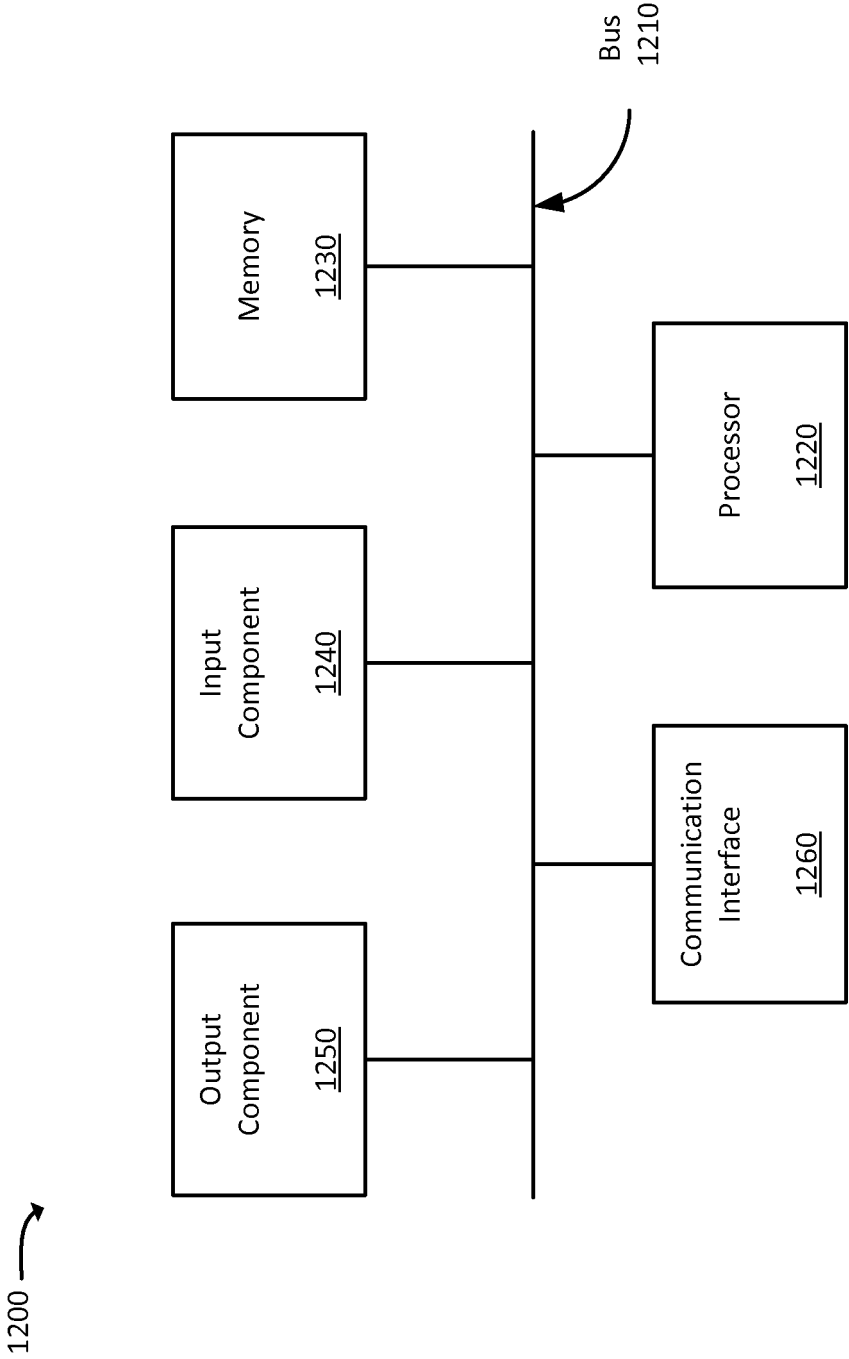 1200
Output
Component
1250
Input
Component
1240
Memory
1230
Communication
Interface
1260
Processor
1220
Bus
1210